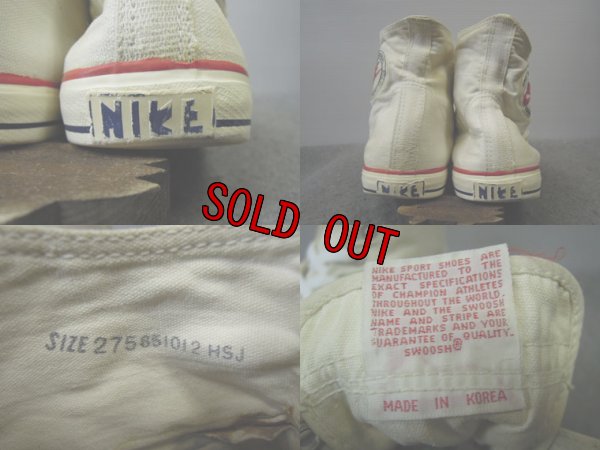 NIKE
NIKE NIKE
SOLD OUT
SIZE 275 851012 HSJ
NIKE SPORT SHOES ARE
MANUFACTURED TO THE
EXACT SPECIFICATIONS
OF CHAMPION ATHLETES
THROUGHOUT THE WORLD.
NIKE AND THE SWOOSH
NAME AND STRIPE ARE
TRADEMARKS AND YOUR
GUARANTEE OF QUALITY.
SWOOSH®
MADE IN KOREA